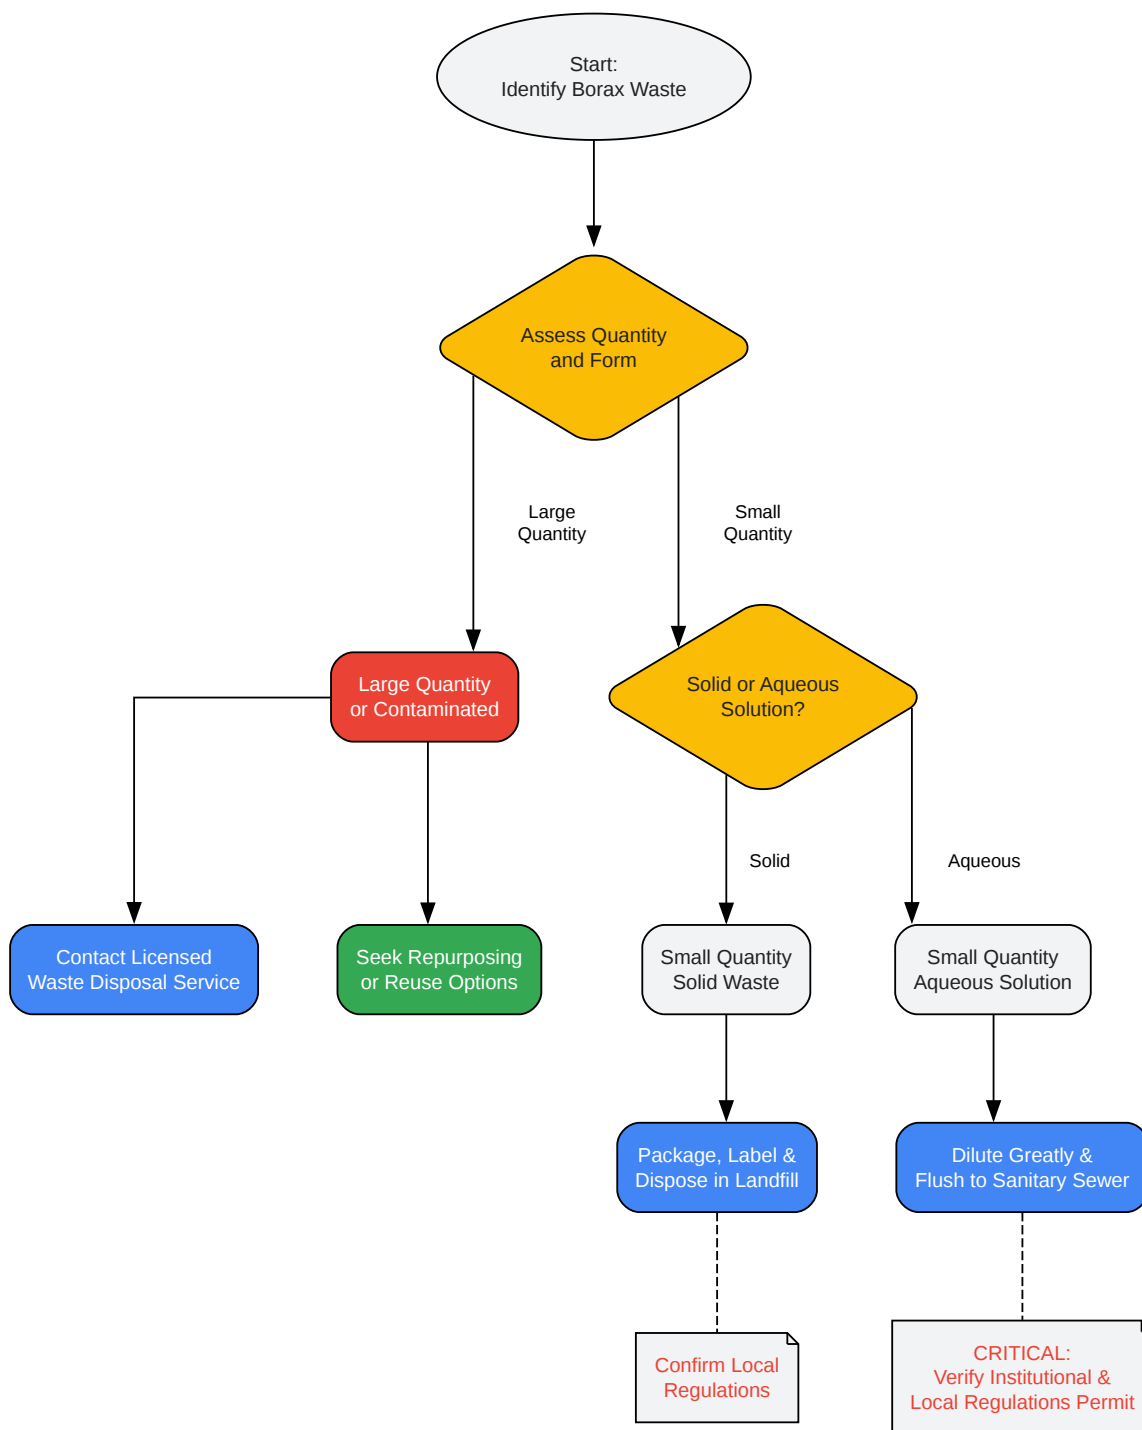 Start:
Identify Borax Waste
Assess Quantity
and Form
Large
Quantity
Small
Quantity
Large Quantity
or Contaminated
Solid or Aqueous
Solution?
Solid
Aqueous
Contact Licensed
Waste Disposal Service
Seek Repurposing
or Reuse Options
Small Quantity
Solid Waste
Small Quantity
Aqueous Solution
Package, Label &
Dispose in Landfill
Dilute Greatly &
Flush to Sanitary Sewer
Confirm Local
Regulations
CRITICAL:
Verify Institutional &
Local Regulations Permit